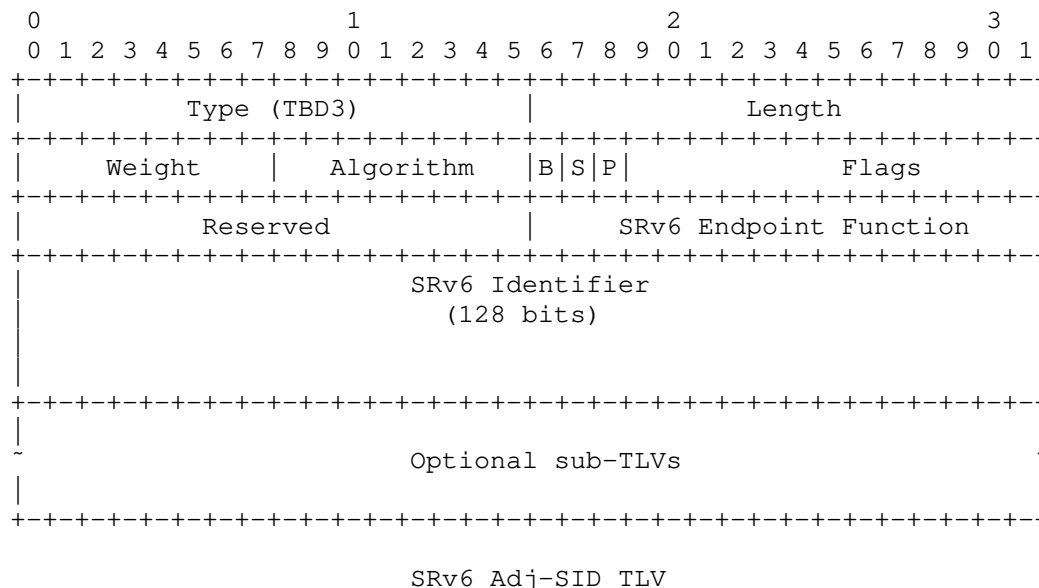 0 1 2 3
0 1 2 3 4 5 6 7 8 9 0 1 2 3 4 5 6 7 8 9 0 1 2 3 4 5 6 7 8 9 0 1
+-+-+-+-+-+-+-+-+-+-+-+-+-+-+-+-+-+-+-+-+-+-+-+-+-+-+-+-+-+-+-+-
| Type (TBD3) | Length
+-+-+-+-+-+-+-+-+-+-+-+-+-+-+-+-+-+-+-+-+-+-+-+-+-+-+-+-+-+-+-+-
| Weight | Algorithm |B|S|P| Flags
+-+-+-+-+-+-+-+-+-+-+-+-+-+-+-+-+-+-+-+-+-+-+-+-+-+-+-+-+-+-+-+-
| Reserved | SRv6 Endpoint Function
+-+-+-+-+-+-+-+-+-+-+-+-+-+-+-+-+-+-+-+-+-+-+-+-+-+-+-+-+-+-+-+-
| SRv6 Identifier
| (128 bits)
|
|
+-+-+-+-+-+-+-+-+-+-+-+-+-+-+-+-+-+-+-+-+-+-+-+-+-+-+-+-+-+-+-+-
|
~ Optional sub-TLVs
|
+-+-+-+-+-+-+-+-+-+-+-+-+-+-+-+-+-+-+-+-+-+-+-+-+-+-+-+-+-+-+-+-
SRv6 Adj-SID TLV